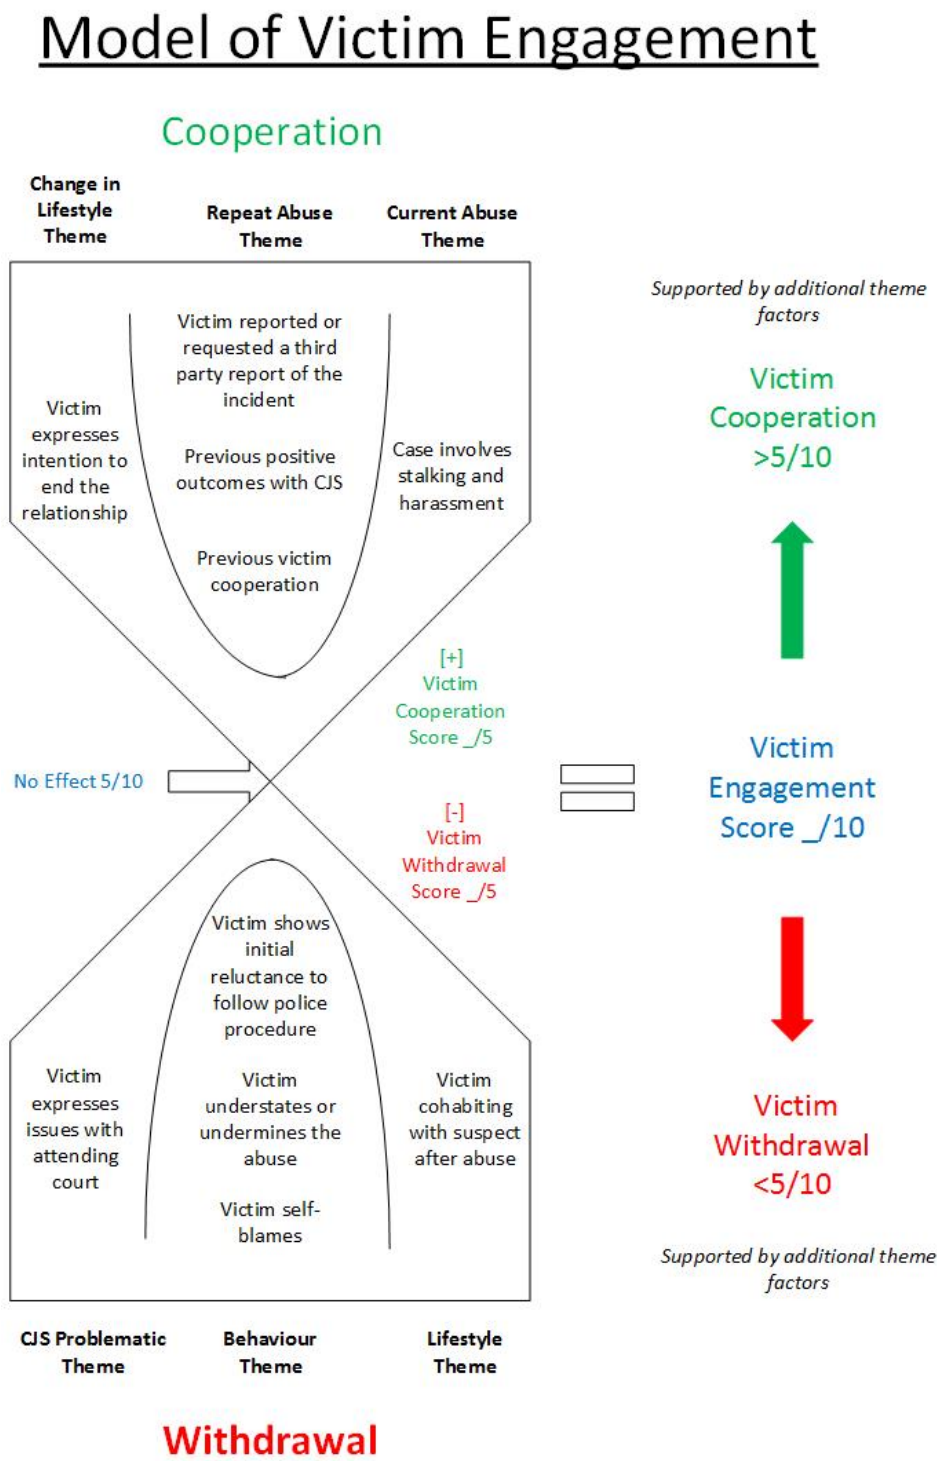 Model of Victim Engagement
Cooperation
Change in
Lifestyle
Theme
Repeat Abuse
Theme
Current Abuse
Theme
Victim
expresses
intention to
end the
relationship
Victim reported or
requested a third
party report of the
incident
Previous positive
outcomes with CJS
Previous victim
cooperation
Case involves
stalking and
harassment
Supported by additional theme
factors
Victim
Cooperation
>5/10
[+]
Victim
Cooperation
Score _/5
No Effect 5/10
[-]
Victim
Withdrawal
Score _/5
Victim
Engagement
Score _/10
Victim shows
initial
reluctance to
follow police
procedure
Victim
understates or
undermines the
abuse
Victim self-
blames
Victim
expresses
issues with
attending
court
Victim
cohabiting
with suspect
after abuse
Victim
Withdrawal
<5/10
Supported by additional theme
factors
CJS Problematic
Theme
Behaviour
Theme
Lifestyle
Theme
Withdrawal